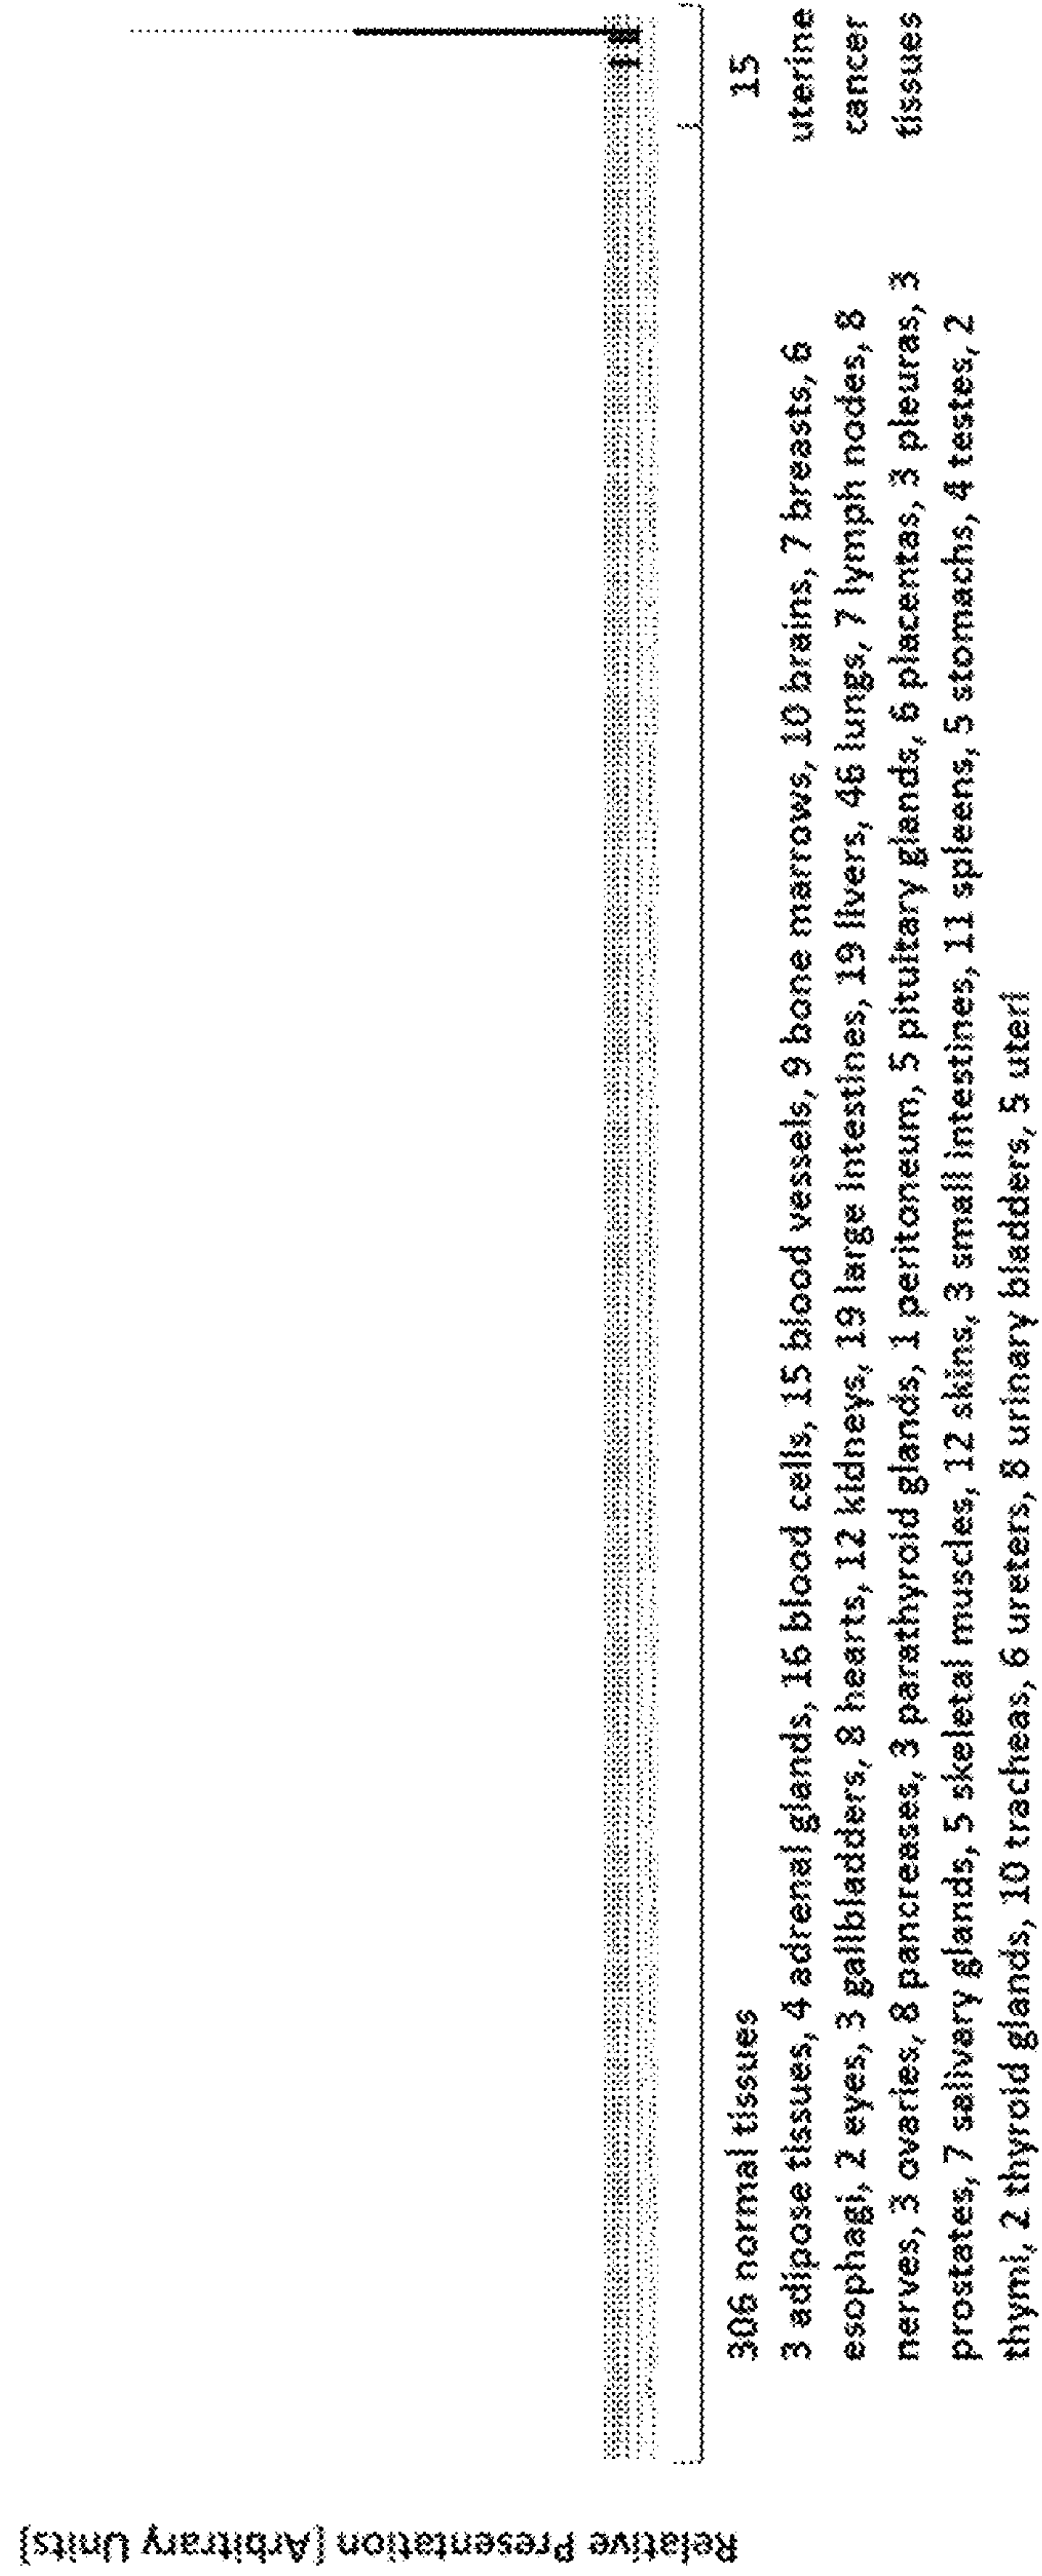 Relative Presentation [Arbitrary Units]
306 normal tissues
3 adipose tissues, 4 adrenal glands, 16 blood cells, 15 blood vessels, 9 bone marrows, 10 brains, 7 breasts, 6
esophagi, 2 eyes, 3 gallbladders, 8 hearts, 12 kidneys, 19 large intestines, 19 livers, 46 lungs, 7 lymph nodes, 8
nerves, 3 ovaries, 8 pancreases, 3 parathyroid glands, 1 peritoneum, 5 pituitary glands, 6 placentas, 3 pleuras, 3
prostates, 7 salivary glands, 5 skeletal muscles, 12 skins, 3 small intestines, 11 spleens, 5 stomachs, 4 testes, 2
thymi, 2 thyroid glands, 10 tracheas, 6 ureters, 8 urinary bladders, 5 uteri
15
uterine
cancer
tissues